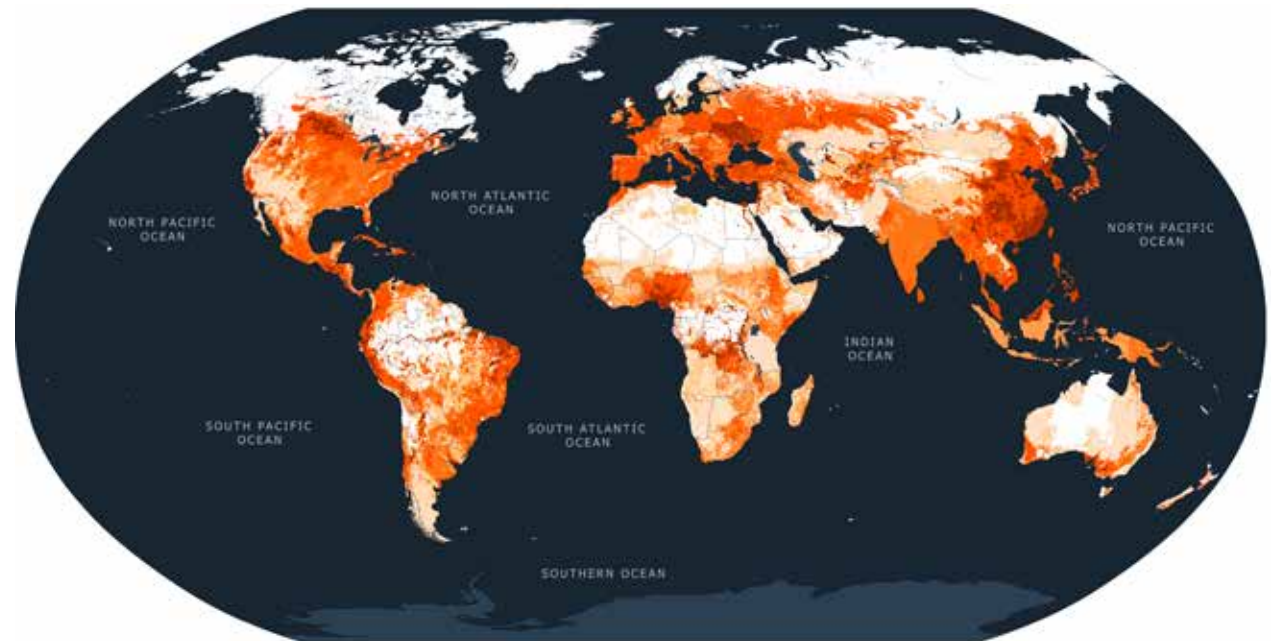 NORTH ATLANTIC
OCEAN
NORTH PACIFIC
OCEAN
NORTH PACIFIC
OCEAN
INDIAN
OCEAN
SOUTH PACIFIC
OCEAN
SOUTH ATLANTIC
OCEAN
SOUTHERN OCEAN